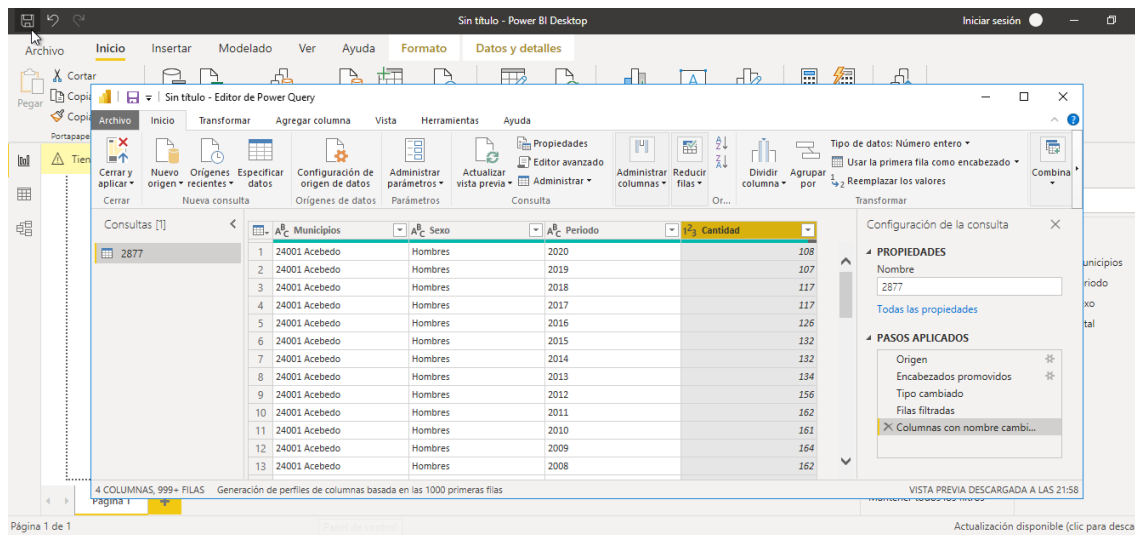 Sin título - Power BI Desktop
Iniciar sesión
Archivo Inicio Insertar Modelado Ver Ayuda Formato Datos y detalles
Pegar
Cortar
Sin título - Editor de Power Query
Archivo Inicio Transformar Agregar columna Vista Herramientas Ayuda
Cerrar y aplicar
Nuevo origen
Orígenes recientes
Especificar datos
Configuración de origen de datos
Administrar parámetros
Actualizar vista previa
Propiedades
Editor avanzado
Administrar
Administrar columnas
Reducir filas
Dividir columna
Agrupar por
Tipo de datos: Número entero
Usar la primera fila como encabezado
Reemplazar los valores
Combina
Cerrar Nueva consulta Orígenes de datos Parámetros Consulta Or... Transformar
Consultas [1]
2877
Municipios Sexo Periodo Cantidad
1 24001 Acebedo Hombres 2020 108
2 24001 Acebedo Hombres 2019 107
3 24001 Acebedo Hombres 2018 117
4 24001 Acebedo Hombres 2017 117
5 24001 Acebedo Hombres 2016 126
6 24001 Acebedo Hombres 2015 132
7 24001 Acebedo Hombres 2014 132
8 24001 Acebedo Hombres 2013 134
9 24001 Acebedo Hombres 2012 156
10 24001 Acebedo Hombres 2011 162
11 24001 Acebedo Hombres 2010 161
12 24001 Acebedo Hombres 2009 164
13 24001 Acebedo Hombres 2008 162
Configuración de la consulta
PROPIEDADES
Nombre
2877
Todas las propiedades
PASOS APLICADOS
Origen
Encabezados promovidos
Tipo cambiado
Filas filtradas
Columnas con nombre cambi...
4 COLUMNAS, 999+ FILAS Generación de perfiles de columnas basada en las 1000 primeras filas
VISTA PREVIA DESCARGADA A LAS 21:58
Página 1
Página 1 de 1
Actualización disponible (clic para desca